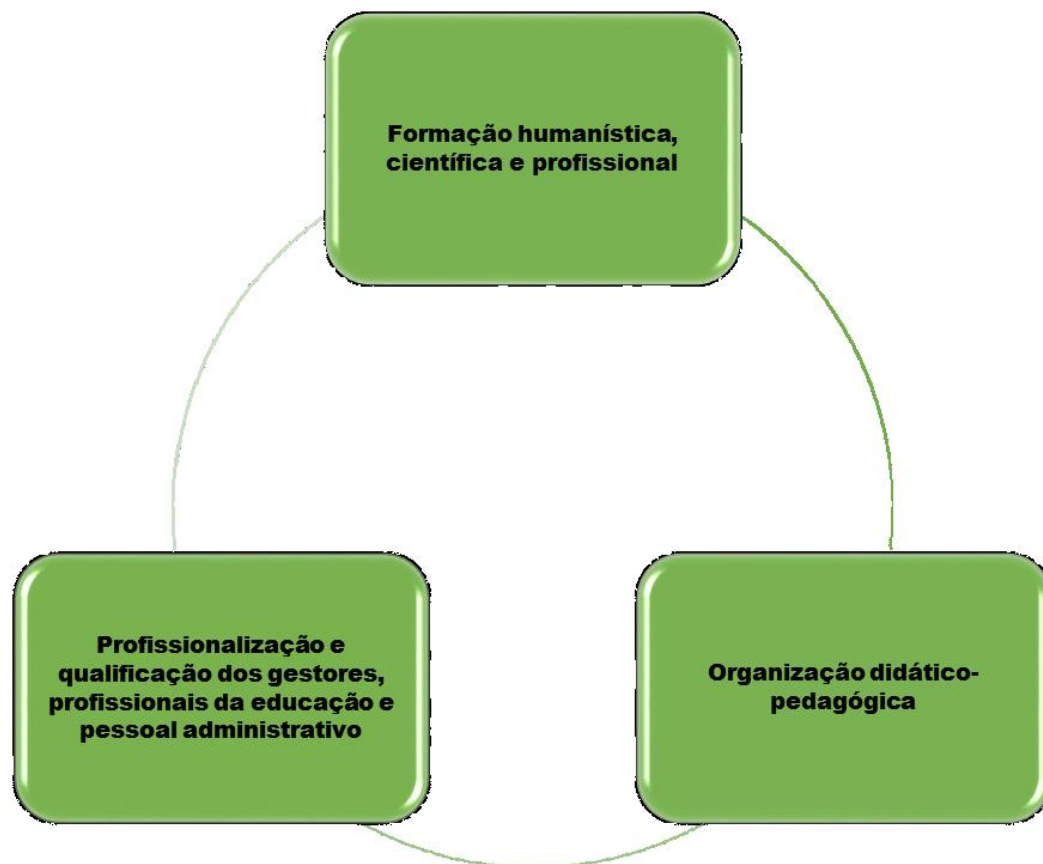 Formação humanística,
científica e profissional
Profissionalização e
qualificação dos gestores,
profissionais da educação e
pessoal administrativo
Organização didático-
pedagógica